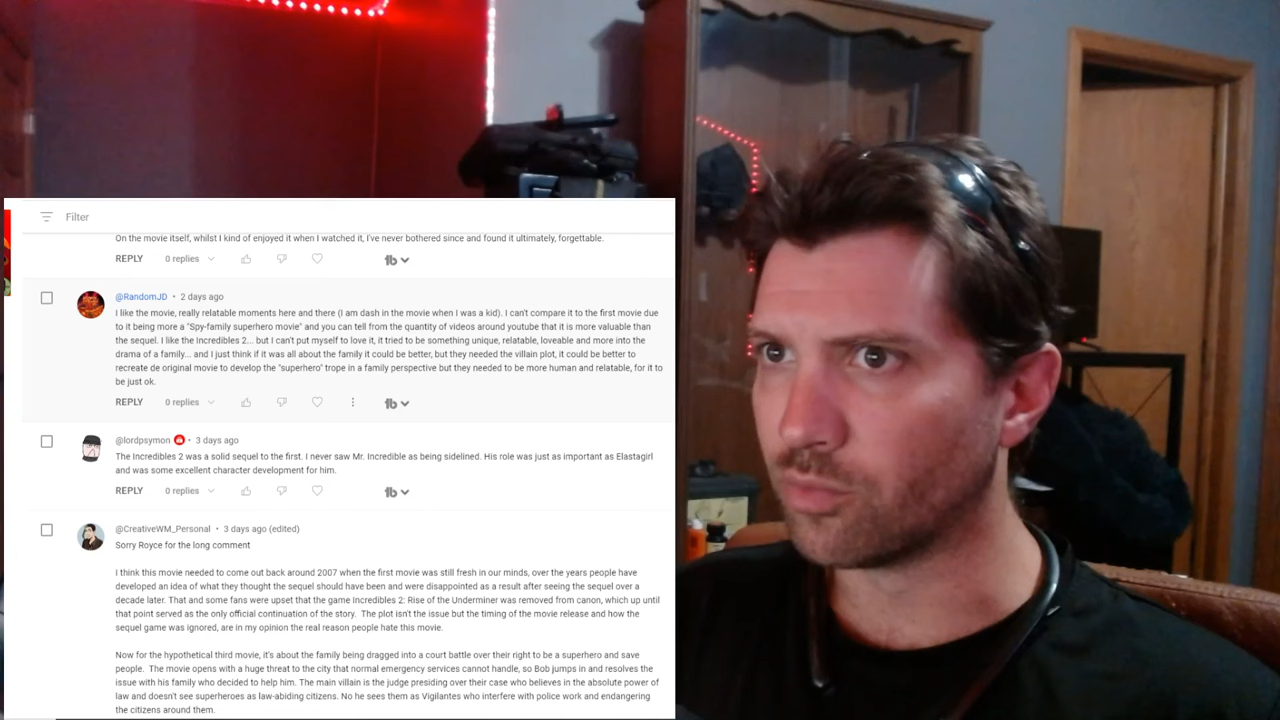 Filter
On the movie itself, whilst I kind of enjoyed it when I watched it, I've never bothered since and found it ultimately, forgettable.
REPLY 0 replies
@RandomJD • 2 days ago
I like the movie, really relatable moments here and there (I am dash in the movie when I was a kid). I can't compare it to the first movie due
to it being more a "Spy-family superhero movie" and you can tell from the quantity of videos around youtube that it is more valuable than
the sequel. I like the Incredibles 2... but I can't put myself to love it, it tried to be something unique, relatable, loveable and more into the
drama of a family... and I just think if it was all about the family it could be better, but they needed the villain plot, it could be better to
recreate de original movie to develop the "superhero" trope in a family perspective but they needed to be more human and relatable, for it to
be just ok.
REPLY 0 replies
@lordpsymon • 3 days ago
The Incredibles 2 was a solid sequel to the first. I never saw Mr. Incredible as being sidelined. His role was just as important as Elastagirl
and was some excellent character development for him.
REPLY 0 replies
@CreativeWM_Personal • 3 days ago (edited)
Sorry Royce for the long comment
I think this movie needed to come out back around 2007 when the first movie was still fresh in our minds, over the years people have
developed an idea of what they thought the sequel should have been and were disappointed as a result after seeing the sequel over a
decade later. That and some fans were upset that the game Incredibles 2: Rise of the Underminer was removed from canon, which up until
that point served as the only official continuation of the story. The plot isn't the issue but the timing of the movie release and how the
sequel game was ignored, are in my opinion the real reason people hate this movie.
Now for the hypothetical third movie, it's about the family being dragged into a court battle over their right to be a superhero and save
people. The movie opens with a huge threat to the city that normal emergency services cannot handle, so Bob jumps in and resolves the
issue with his family who decided to help him. The main villain is the judge presiding over their case who believes in the absolute power of
law and doesn't see superheroes as law-abiding citizens. No he sees them as Vigilantes who interfere with police work and endangering
the citizens around them.